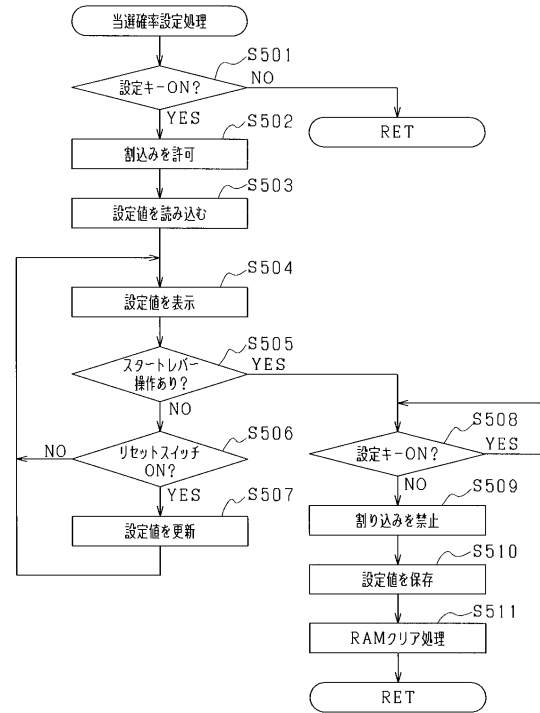 当選確率設定処理
S501
設定キーON?
NO
YES
RET
S502
割込みを許可
S503
設定値を読み込む
S504
設定値を表示
S505
スタートレバー
操作あり?
YES
NO
S506
リセットスイッチ
ON?
NO
YES
S507
設定値を更新
S508
設定キーON?
YES
NO
S509
割り込みを禁止
S510
設定値を保存
S511
RAMクリア処理
RET